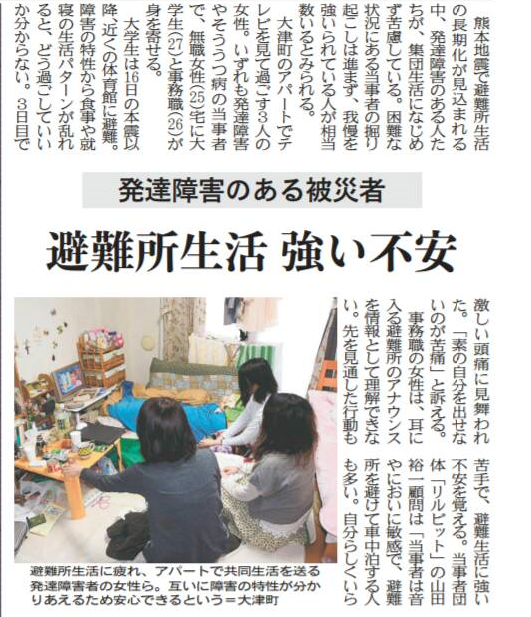 発達障害のある被災者
避難所生活 強い不安
熊本地震で避難所生活
の長期化が見込まれる
中、発達障害のある人た
ちが、集団生活になじめ
ず苦慮している。困難な
状況にある当事者の掘り
起こしは進まず、我慢を
強いられている人が相当
数いるとみられる。
大津町のアパートでテ
レビを見て過ごす3人の
女性。いずれも発達障害
やそううつ病の当事者
で、無職女性(25)宅に大
学生(27)と事務職(26)が
身を寄せる。
大学生は16日の本震以
降、近くの体育館に避難。
障害の特性から食事や就
寝の生活パターンが乱れ
ると、どう過ごしていい
か分からない。3日目で
激しい頭痛に見舞われ
た。「素の自分を出せな
いのが苦痛」と訴える。
事務職の女性は、耳に
入る避難所のアナウンス
を情報として理解できな
い。先を見通した行動も
苦手で、避難生活に強い
不安を覚える。当事者団
体「リルビット」の山田
裕一顧問は「当事者は音
やにおいに敏感で、避難
所を避けて車中泊する人
も多い。自分らしくいら
避難所生活に疲れ、アパートで共同生活を送る
発達障害者の女性ら。互いに障害の特性が分か
りあえるため安心できるという=大津町